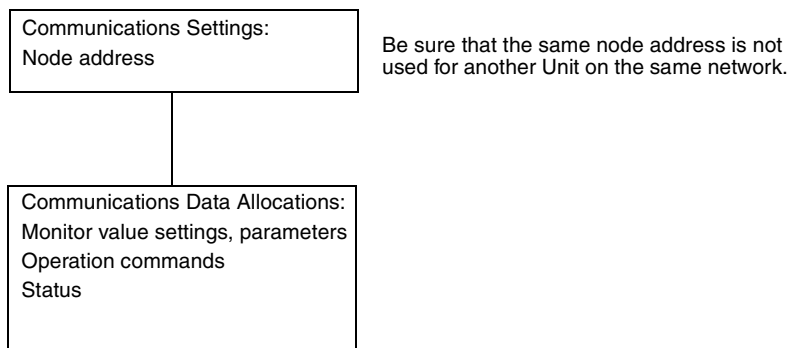 Communications Settings:
Node address
Be sure that the same node address is not
used for another Unit on the same network.
Communications Data Allocations:
Monitor value settings, parameters
Operation commands
Status